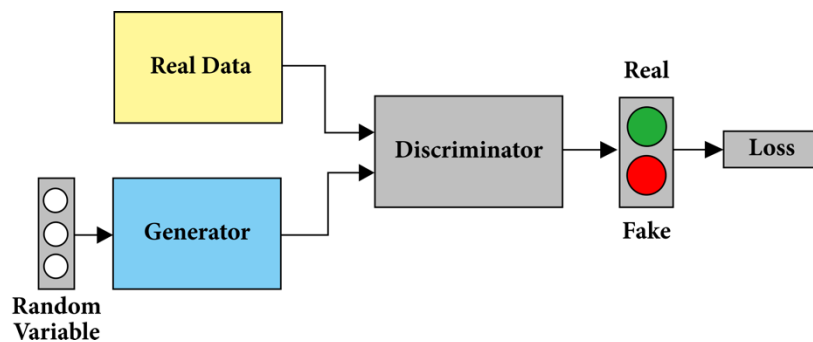 Real Data
Real
Discriminator
Loss
Generator
Fake
Random
Variable